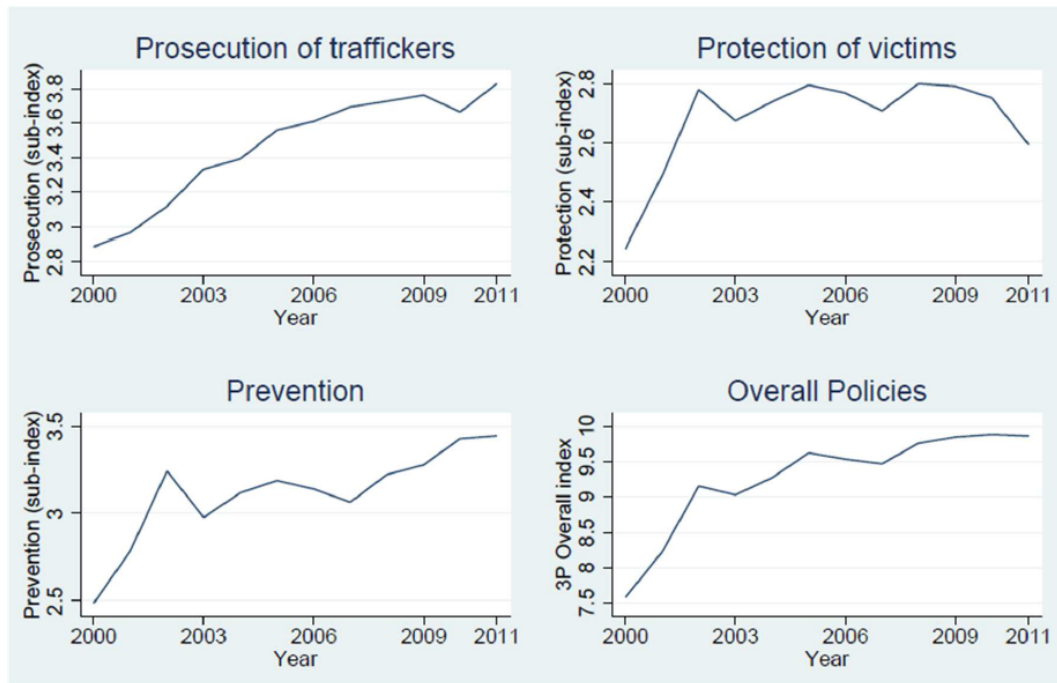 Prosecution of traffickers
Prosecution (sub-index)
2.8 3 3.2 3.4 3.6 3.8
2000 2003 2006 2009 2011
Year
Protection of victims
Protection (sub-index)
2.2 2.4 2.6 2.8
2000 2003 2006 2009 2011
Year
Prevention
Prevention (sub-index)
2.5 3 3.5
2000 2003 2006 2009 2011
Year
Overall Policies
3P Overall index
7.5 8 8.5 9 9.5 10
2000 2003 2006 2009 2011
Year